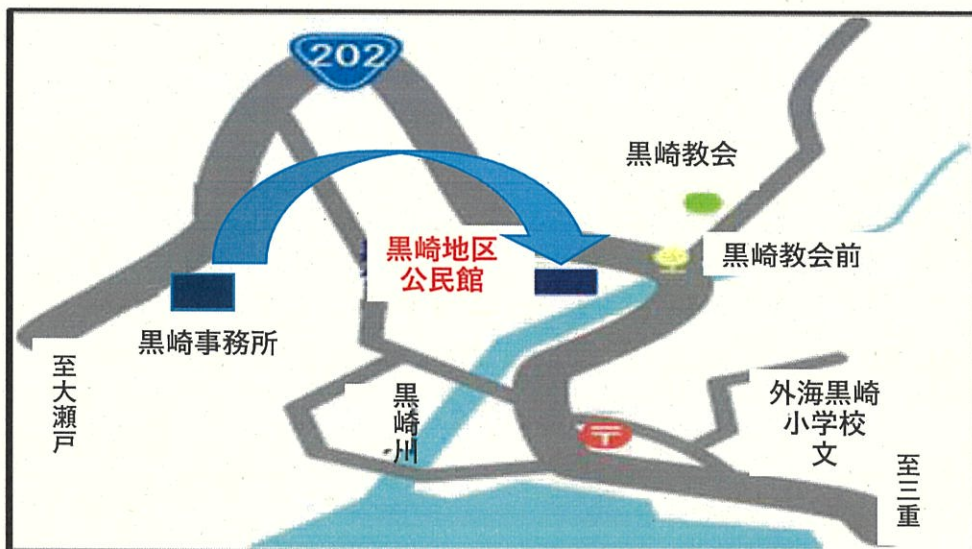 202
黒崎教会
黒崎地区
公民館
黒崎教会前
黒崎事務所
至大瀬戸
黒崎川
〒
外海黒崎
小学校
文
至三重